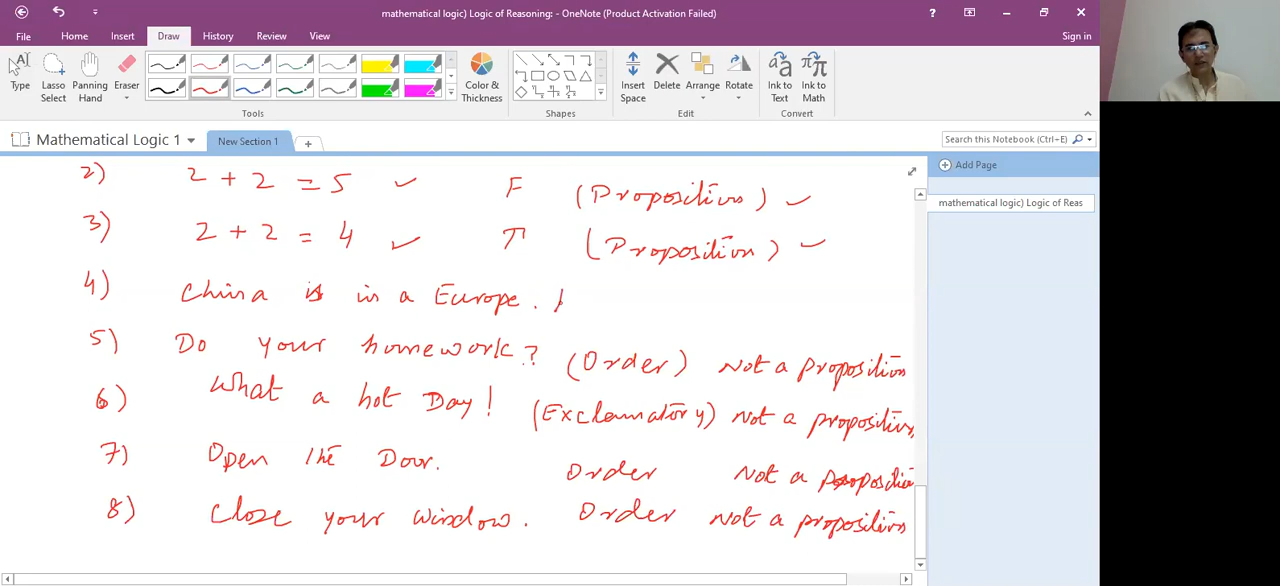 mathematical logic) Logic of Reasoning: - OneNote (Product Activation Failed)
File Home Insert Draw History Review View Sign in
Type Lasso Select Panning Hand Eraser Color & Thickness Insert Space Delete Arrange Rotate Ink to Text Ink to Math
Tools Shapes Edit Convert
Mathematical Logic 1 New Section 1 Search this Notebook (Ctrl+E)
Add Page
mathematical logic) Logic of Reas
2) 2 + 2 = 5 F (Proposition)
3) 2 + 2 = 4 T (Proposition)
4) China is in a Europe.
5) Do your homework? (Order) Not a proposition
6) What a hot Day! (Exclamatory) Not a proposition
7) Open the Door. Order Not a proposition
8) Close your window. Order Not a proposition